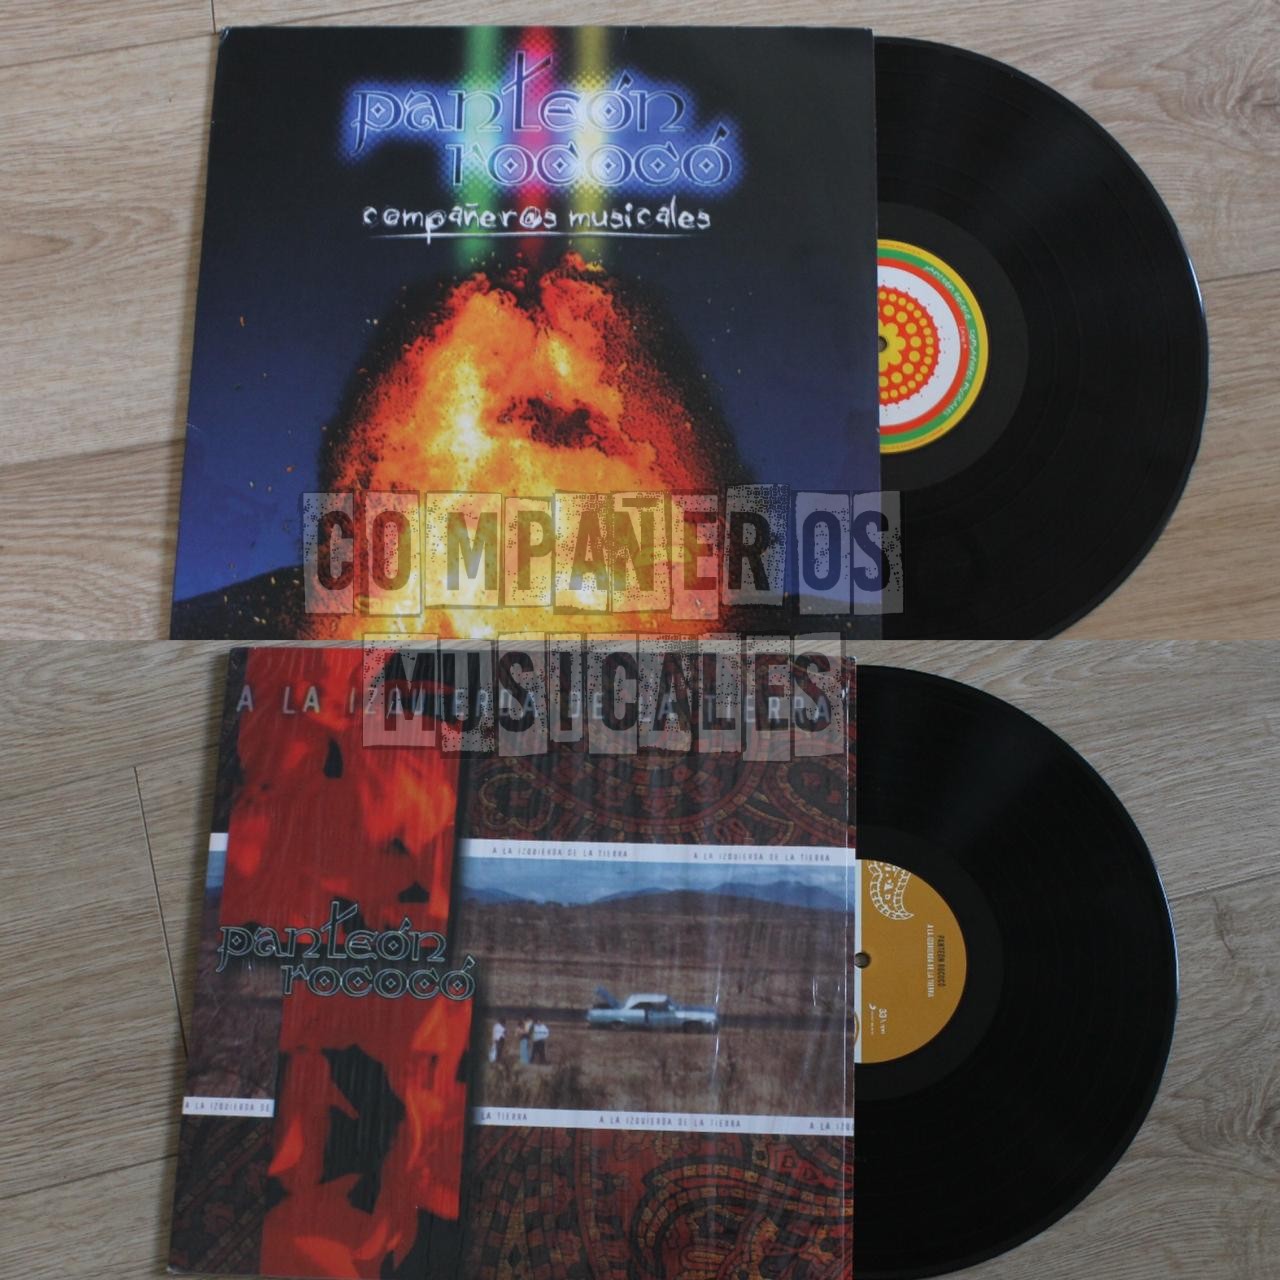 panteón
rococó
compañer@s musicales
COMPAÑEROS
MUSICALES
A LA IZQUIERDA DE LA TIERRA
A LA IZQUIERDA DE LA TIERRA A LA IZQUIERDA DE LA TIERRA
panteón
rococó
PANTEÓN ROCOCÓ
A LA IZQUIERDA DE LA TIERRA
33
A LA IZQUIERDA DE
LA TIERRA A LA IZQUIERDA DE LA TIERRA A LA IZQ